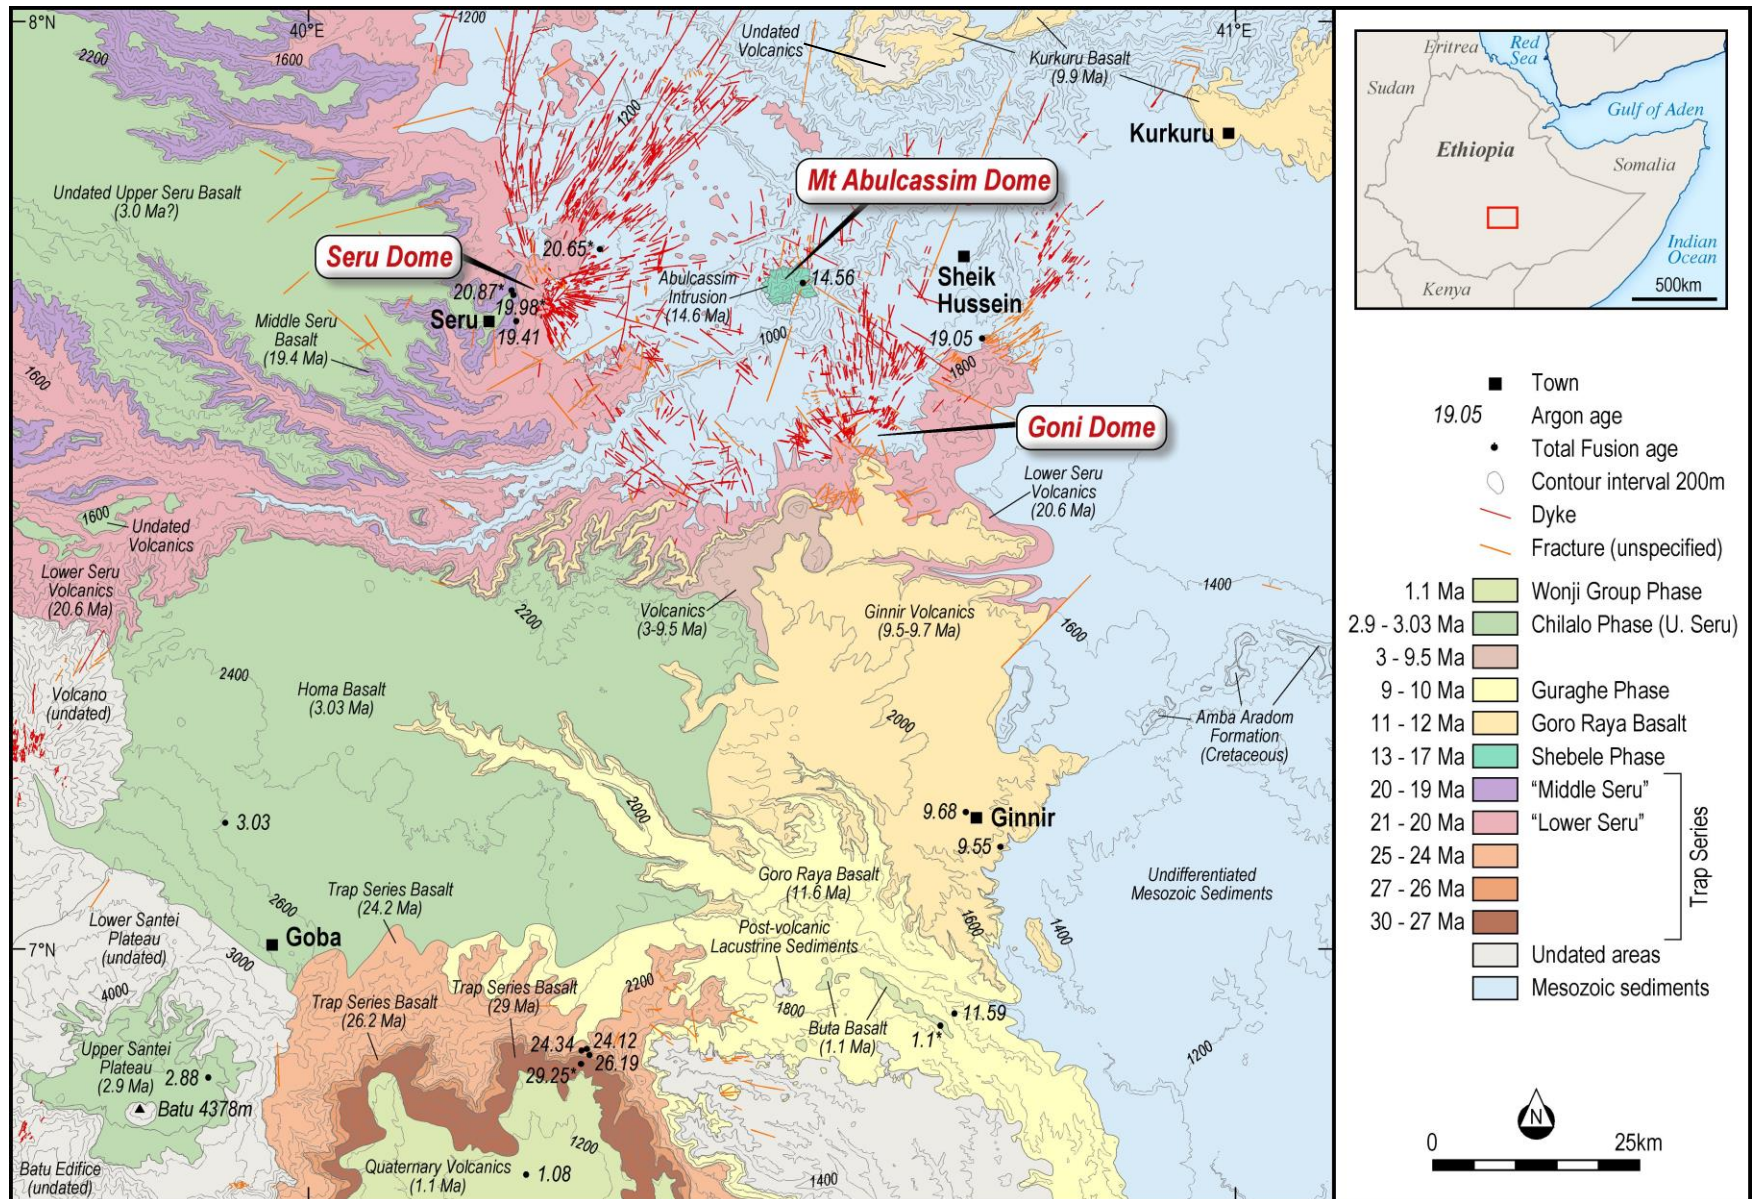 8°N
40°E
1200
41°E
2200
1600
Undated
Volcanics
Kurkuru Basalt
(9.9 Ma)
1200
Kurkuru
Mt Abulcassim Dome
Undated Upper Seru Basalt
(3.0 Ma?)
Seru Dome
20.65*
Abulcassim
Intrusion
(14.6 Ma)
14.56
Sheik
Hussein
20.87*
19.98*
Seru
19.41
Middle Seru
Basalt
(19.4 Ma)
1000
19.05
1800
1600
Goni Dome
Lower Seru
Volcanics
(20.6 Ma)
1600
Undated
Volcanics
Lower Seru
Volcanics
(20.6 Ma)
2200
Volcanics
(3-9.5 Ma)
Ginnir Volcanics
(9.5-9.7 Ma)
1400
1600
2400
Homa Basalt
(3.03 Ma)
Volcano
(undated)
2000
Amba Aradom
Formation
(Cretaceous)
2000
3.03
9.68
Ginnir
9.55
Goro Raya Basalt
(11.6 Ma)
Undifferentiated
Mesozoic Sediments
Trap Series Basalt
(24.2 Ma)
2600
Lower Santei
Plateau
(undated)
Goba
Post-volcanic
Lacustrine Sediments
1600
1400
7°N
3000
4000
Trap Series Basalt
(26.2 Ma)
Trap Series Basalt
(29 Ma)
2200
1800
Buta Basalt
(1.1 Ma)
11.59
1.1*
1200
Upper Santei
Plateau
(2.9 Ma)
2.88
24.34
24.12
26.19
29.25*
Batu 4378m
1200
Batu Edifice
(undated)
Quaternary Volcanics
(1.1 Ma)
1.08
1400
Eritrea
Red
Sea
Sudan
Gulf of Aden
Ethiopia
Somalia
Indian
Ocean
Kenya
500km
Town
19.05 Argon age
Total Fusion age
Contour interval 200m
Dyke
Fracture (unspecified)
1.1 Ma Wonji Group Phase
2.9 - 3.03 Ma Chilalo Phase (U. Seru)
3 - 9.5 Ma
9 - 10 Ma Guraghe Phase
11 - 12 Ma Goro Raya Basalt
13 - 17 Ma Shebele Phase
20 - 19 Ma “Middle Seru”
21 - 20 Ma “Lower Seru”
25 - 24 Ma
27 - 26 Ma
30 - 27 Ma
Trap Series
Undated areas
Mesozoic sediments
N
0 25km